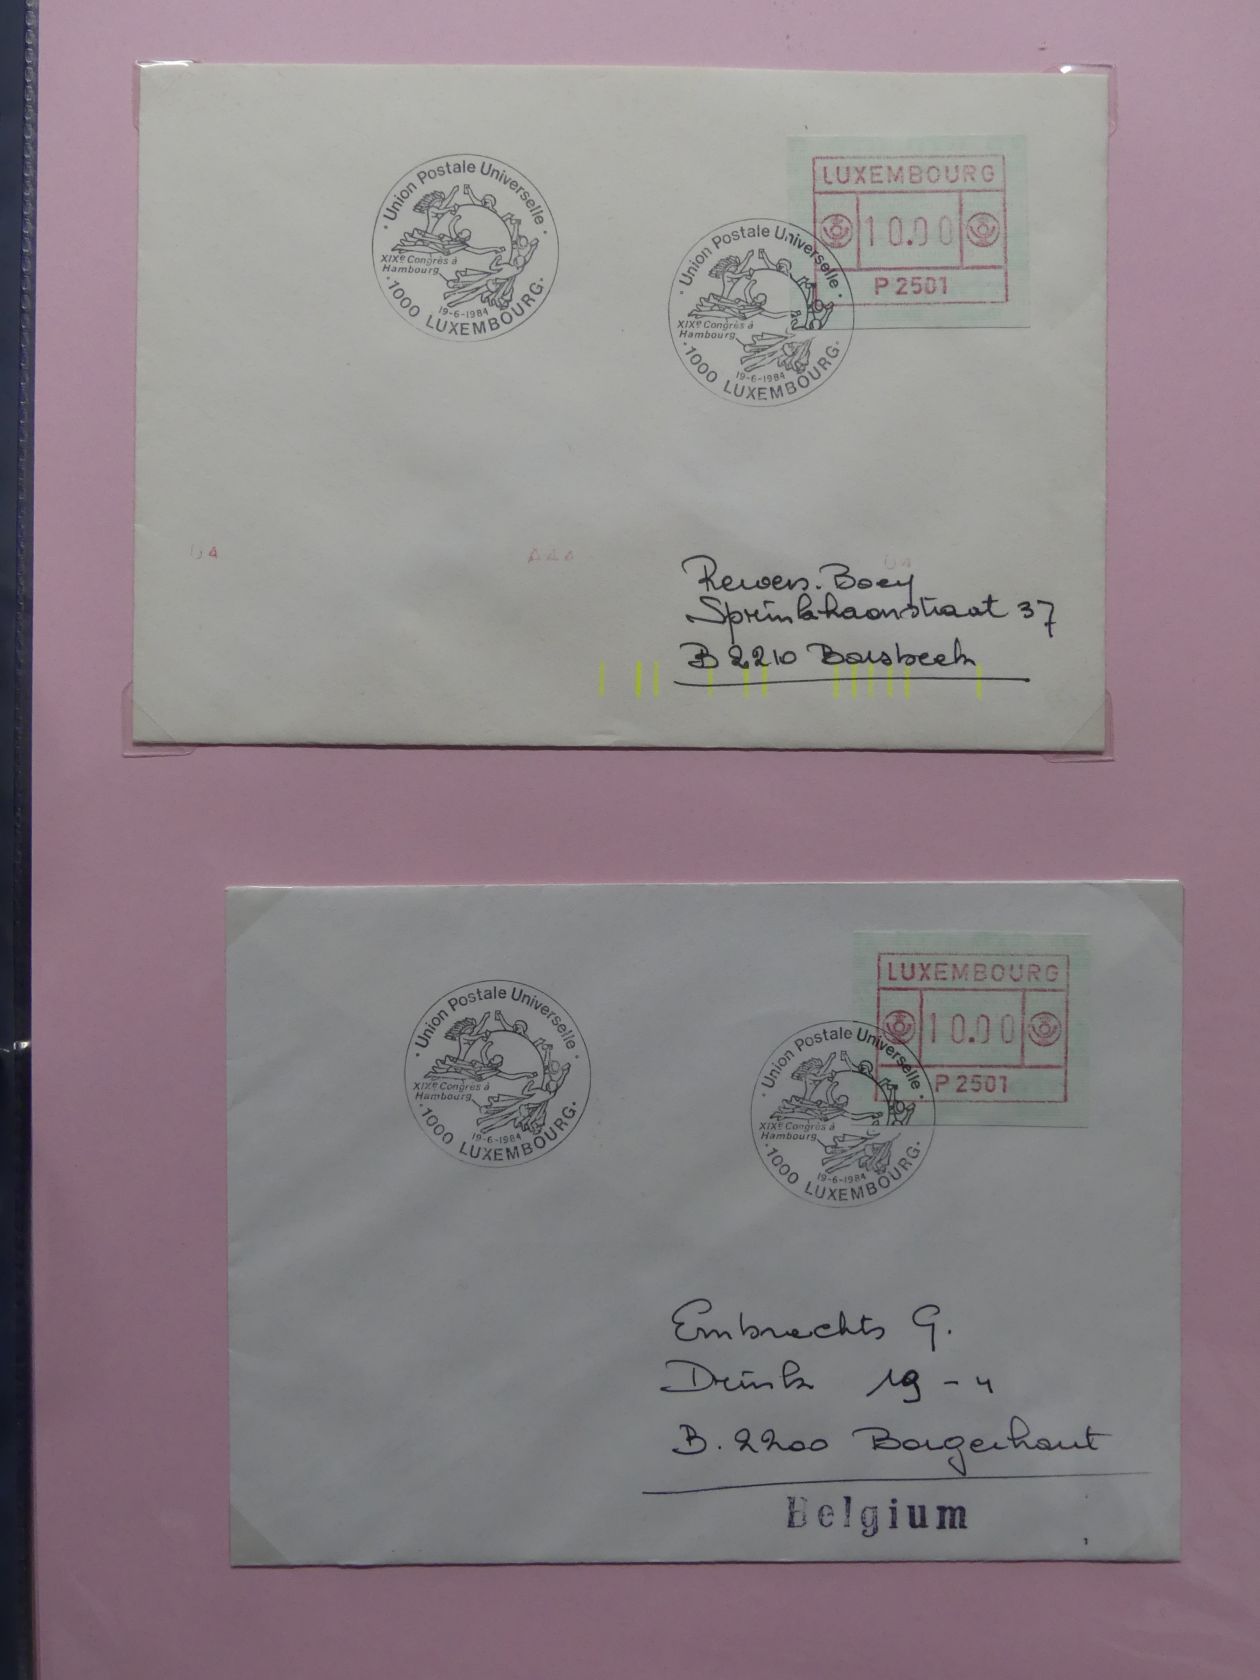 · Union Postale Universelle ·
XIXe Congrès à
Hambourg
19-6-1984
· 1000 LUXEMBOURG ·
· Union Postale Universelle ·
XIXe Congrès à
Hambourg
19-6-1984
· 1000 LUXEMBOURG ·
LUXEMBOURG
10.00
P 2501
Boey
Sprinkhaanstraat 37
B 2210 Borsbeek
· Union Postale Universelle ·
XIXe Congrès à
Hambourg
19-6-1984
· 1000 LUXEMBOURG ·
· Union Postale Universelle ·
XIXe Congrès à
Hambourg
19-6-1984
· 1000 LUXEMBOURG ·
LUXEMBOURG
10.00
P 2501
Embrechts G.
Drink 19 - 4
B. 2200 Borgerhout
Belgium